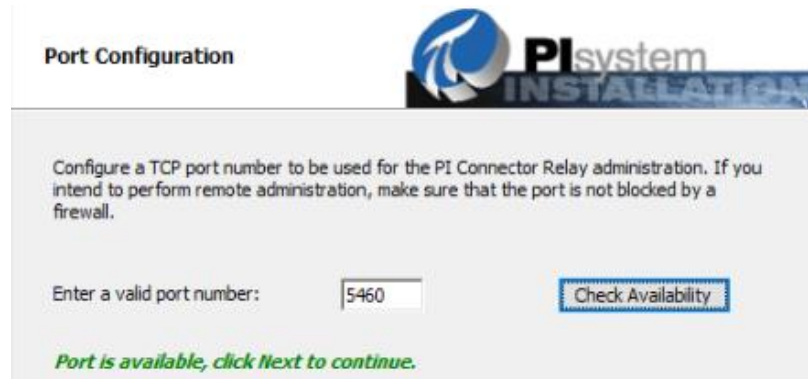 Port Configuration
PIsystem
INSTALLATION
Configure a TCP port number to be used for the PI Connector Relay administration. If you
intend to perform remote administration, make sure that the port is not blocked by a
firewall.
Enter a valid port number:
5460
Check Availability
Port is available, click Next to continue.